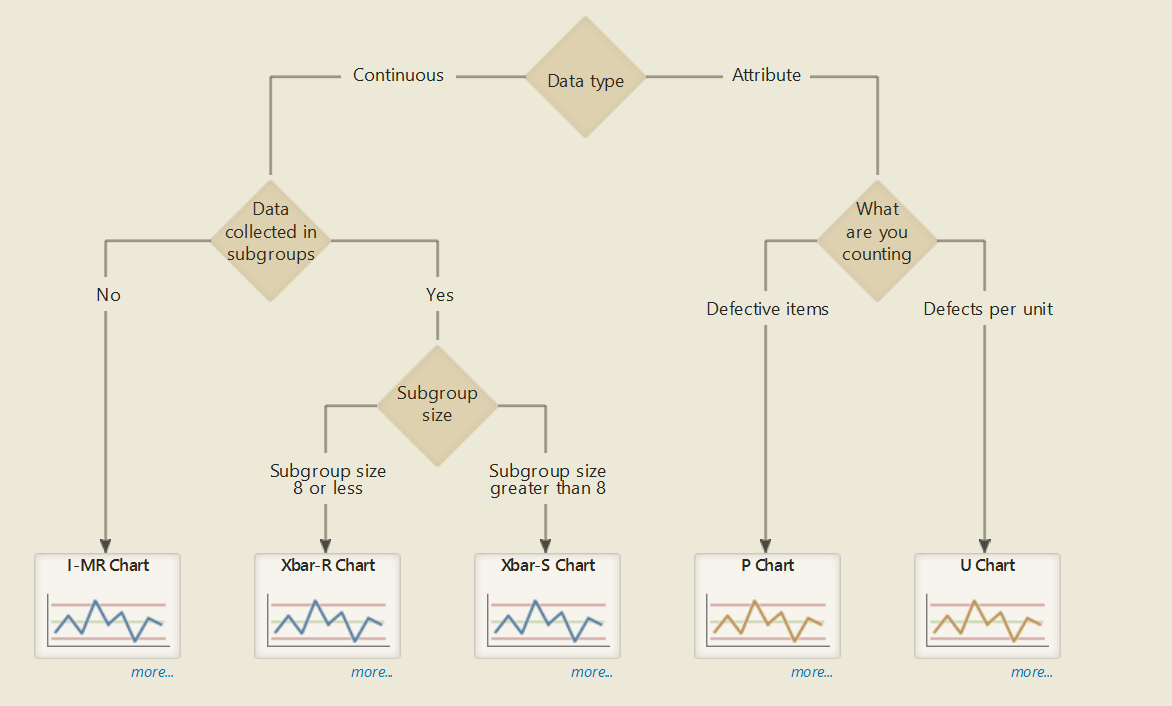 Continuous
Data type
Attribute
Data
collected in
subgroups
What
are you
counting
No
Yes
Defective items
Defects per unit
Subgroup
size
Subgroup size
8 or less
Subgroup size
greater than 8
I-MR Chart
Xbar-R Chart
Xbar-S Chart
P Chart
U Chart
more...
more...
more...
more...
more...